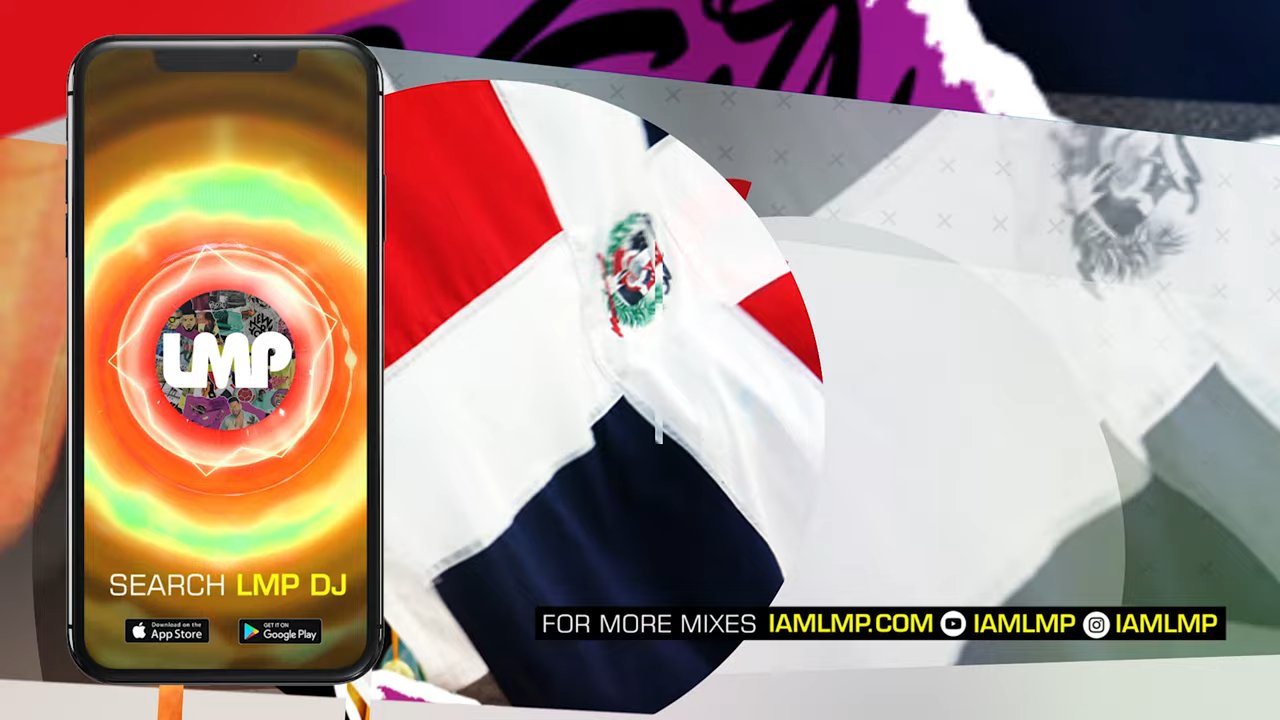 LMP
SEARCH LMP DJ
Download on the
App Store
GET IT ON
Google Play
FOR MORE MIXES IAMLMP.COM IAMLMP IAMLMP